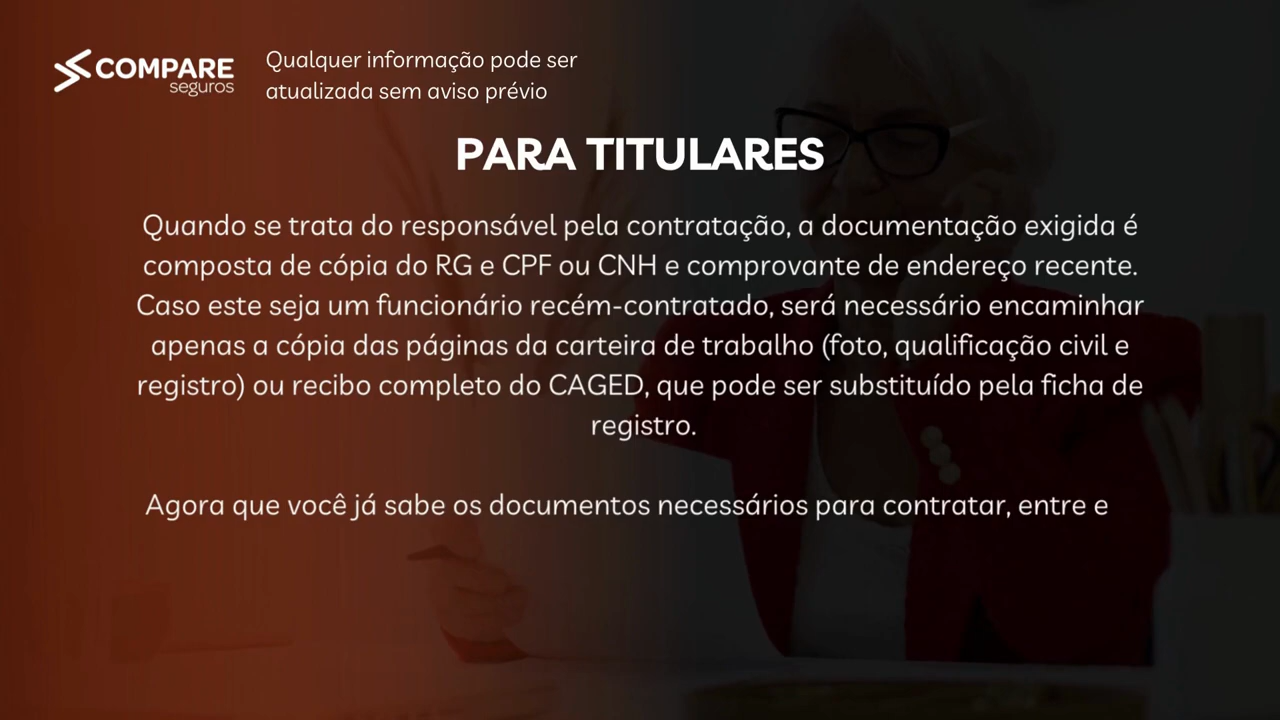 COMPARE
seguros
Qualquer informação pode ser
atualizada sem aviso prévio
PARA TITULARES
Quando se trata do responsável pela contratação, a documentação exigida é
composta de cópia do RG e CPF ou CNH e comprovante de endereço recente.
Caso este seja um funcionário recém-contratado, será necessário encaminhar
apenas a cópia das páginas da carteira de trabalho (foto, qualificação civil e
registro) ou recibo completo do CAGED, que pode ser substituído pela ficha de
registro.
Agora que você já sabe os documentos necessários para contratar, entre e